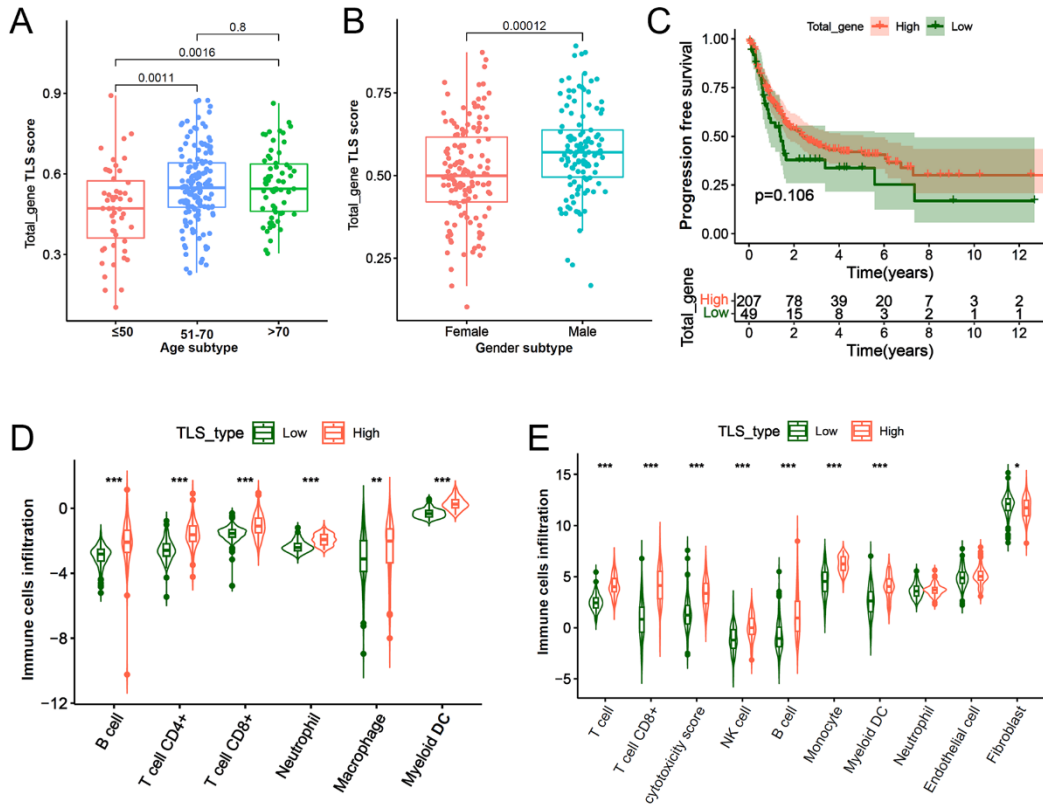 A
0.8
0.0016
0.0011
Total_gene TLS score
0.9
0.6
0.3
≤50
51-70
>70
Age subtype
B
0.00012
Total_gene TLS score
0.75
0.50
0.25
Female
Male
Gender subtype
C
Total_gene High Low
Progression free survival
1.00
0.75
0.50
0.25
0.00
p=0.106
0 2 4 6 8 10 12
Time(years)
Total_gene
High 207 78 39 20 7 3 2
Low 49 15 8 3 2 1 1
0 2 4 6 8 10 12
Time(years)
D
TLS_type Low High
Immune cells infiltration
*** *** *** *** ** ***
0
−4
−8
−12
B cell
T cell CD4+
T cell CD8+
Neutrophil
Macrophage
Myeloid DC
E
TLS_type Low High
Immune cells infiltration
*** *** *** *** *** *** *** *
15
10
5
0
−5
T cell
T cell CD8+
cytotoxicity score
NK cell
B cell
Monocyte
Myeloid DC
Neutrophil
Endothelial cell
Fibroblast